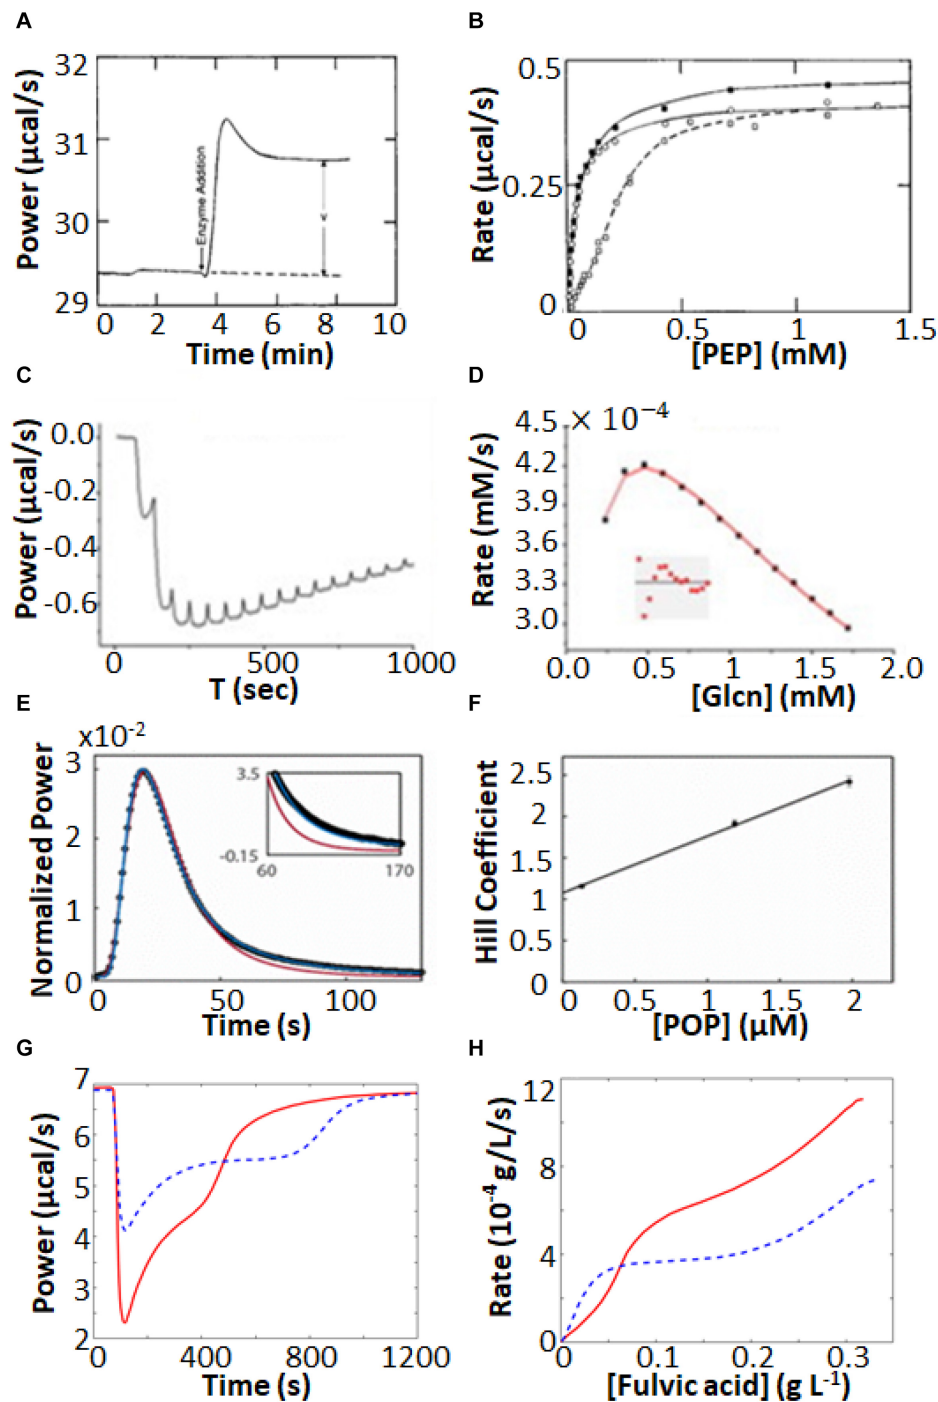 A
Power (μcal/s)
32
31
30
29
Enzyme Addition
v
0 2 4 6 8 10
Time (min)
B
Rate (μcal/s)
0.5
0.25
0
0 0.5 1 1.5
[PEP] (mM)
C
Power (μcal/s)
0.0
-0.2
-0.4
-0.6
0 500 1000
T (sec)
D
Rate (mM/s)
× 10⁻⁴
4.5
4.2
3.9
3.6
3.3
3.0
0.0 0.5 1 1.5 2.0
[Glcn] (mM)
E
Normalized Power
x10⁻²
3
2
1
0
3.5
-0.15
60 170
0 50 100
Time (s)
F
Hill Coefficient
2.5
2
1.5
1
0.5
0
0 0.5 1 1.5 2
[POP] (μM)
G
Power (μcal/s)
7
6
5
4
3
2
0 400 800 1200
Time (s)
H
Rate (10⁻⁴ g/L/s)
12
8
4
0
0 0.1 0.2 0.3
[Fulvic acid] (g L⁻¹)